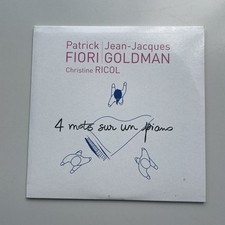 Patrick | Jean-Jacques
FIORI GOLDMAN
Christine RICOL
4 mots sur un piano